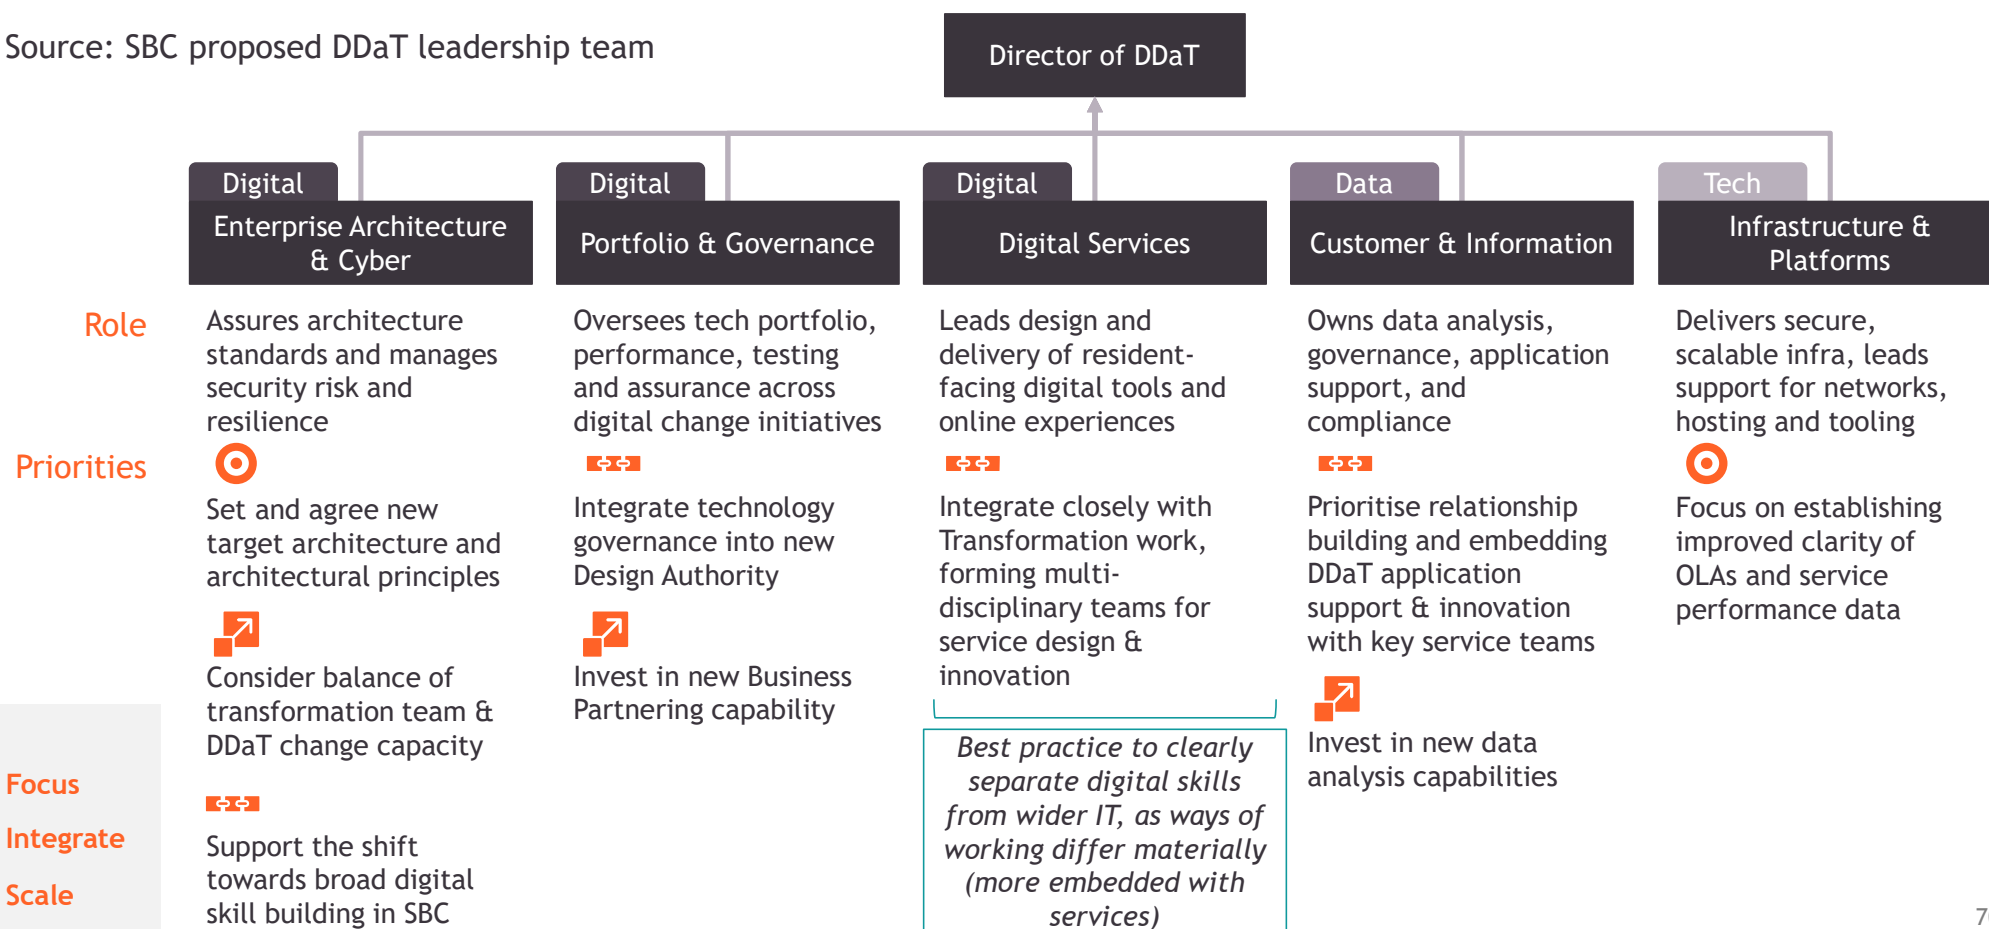 Source: SBC proposed DDaT leadership team
Director of DDaT
Digital
Enterprise Architecture
& Cyber
Digital
Portfolio & Governance
Digital
Digital Services
Data
Customer & Information
Tech
Infrastructure &
Platforms
Role
Assures architecture
standards and manages
security risk and
resilience
Oversees tech portfolio,
performance, testing
and assurance across
digital change initiatives
Leads design and
delivery of resident-
facing digital tools and
online experiences
Owns data analysis,
governance, application
support, and
compliance
Delivers secure,
scalable infra, leads
support for networks,
hosting and tooling
Priorities
Set and agree new
target architecture and
architectural principles
Consider balance of
transformation team &
DDaT change capacity
Support the shift
towards broad digital
skill building in SBC
Integrate technology
governance into new
Design Authority
Invest in new Business
Partnering capability
Integrate closely with
Transformation work,
forming multi-
disciplinary teams for
service design &
innovation
Best practice to clearly
separate digital skills
from wider IT, as ways of
working differ materially
(more embedded with
services)
Prioritise relationship
building and embedding
DDaT application
support & innovation
with key service teams
Invest in new data
analysis capabilities
Focus on establishing
improved clarity of
OLAs and service
performance data
Focus
Integrate
Scale